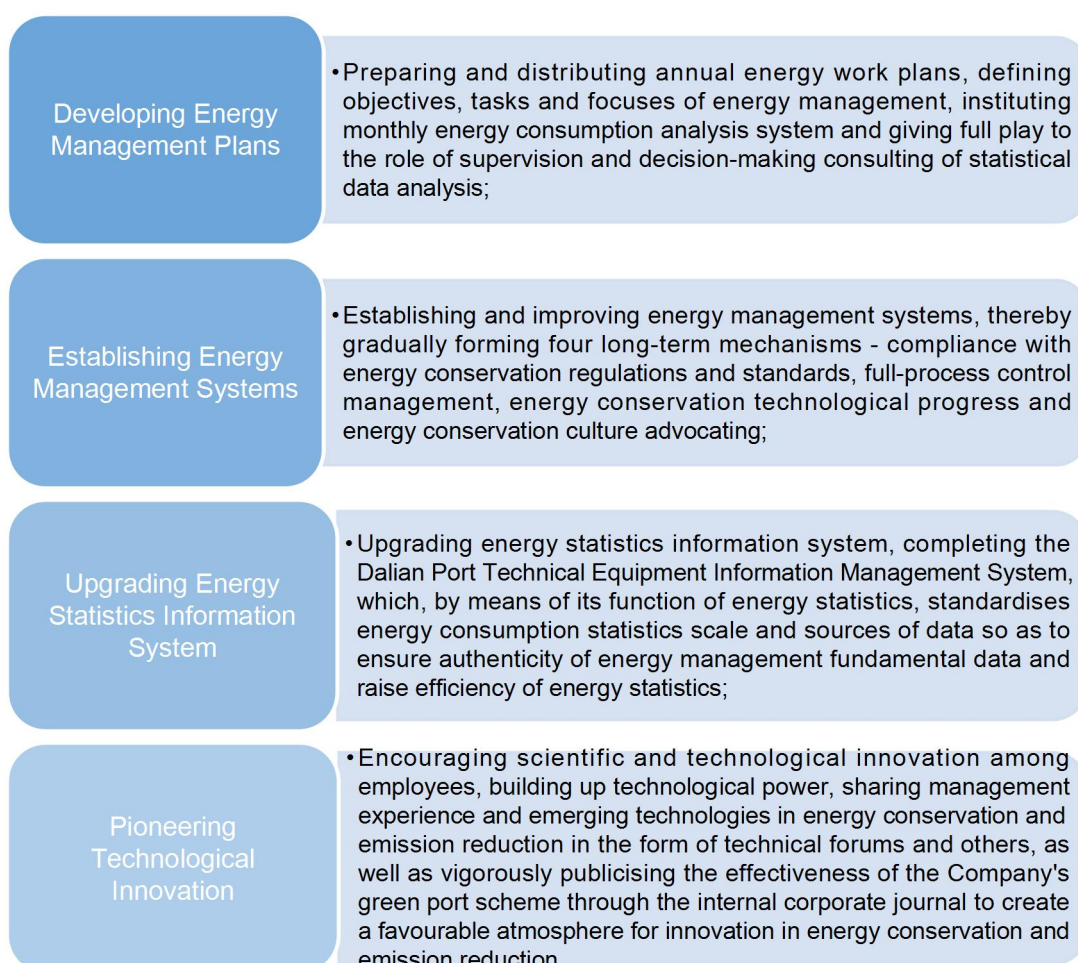 Developing Energy
Management Plans
•Preparing and distributing annual energy work plans, defining
objectives, tasks and focuses of energy management, instituting
monthly energy consumption analysis system and giving full play to
the role of supervision and decision-making consulting of statistical
data analysis;
Establishing Energy
Management Systems
•Establishing and improving energy management systems, thereby
gradually forming four long-term mechanisms - compliance with
energy conservation regulations and standards, full-process control
management, energy conservation technological progress and
energy conservation culture advocating;
Upgrading Energy
Statistics Information
System
•Upgrading energy statistics information system, completing the
Dalian Port Technical Equipment Information Management System,
which, by means of its function of energy statistics, standardises
energy consumption statistics scale and sources of data so as to
ensure authenticity of energy management fundamental data and
raise efficiency of energy statistics;
Pioneering
Technological
Innovation
•Encouraging scientific and technological innovation among
employees, building up technological power, sharing management
experience and emerging technologies in energy conservation and
emission reduction in the form of technical forums and others, as
well as vigorously publicising the effectiveness of the Company's
green port scheme through the internal corporate journal to create
a favourable atmosphere for innovation in energy conservation and
emission reduction